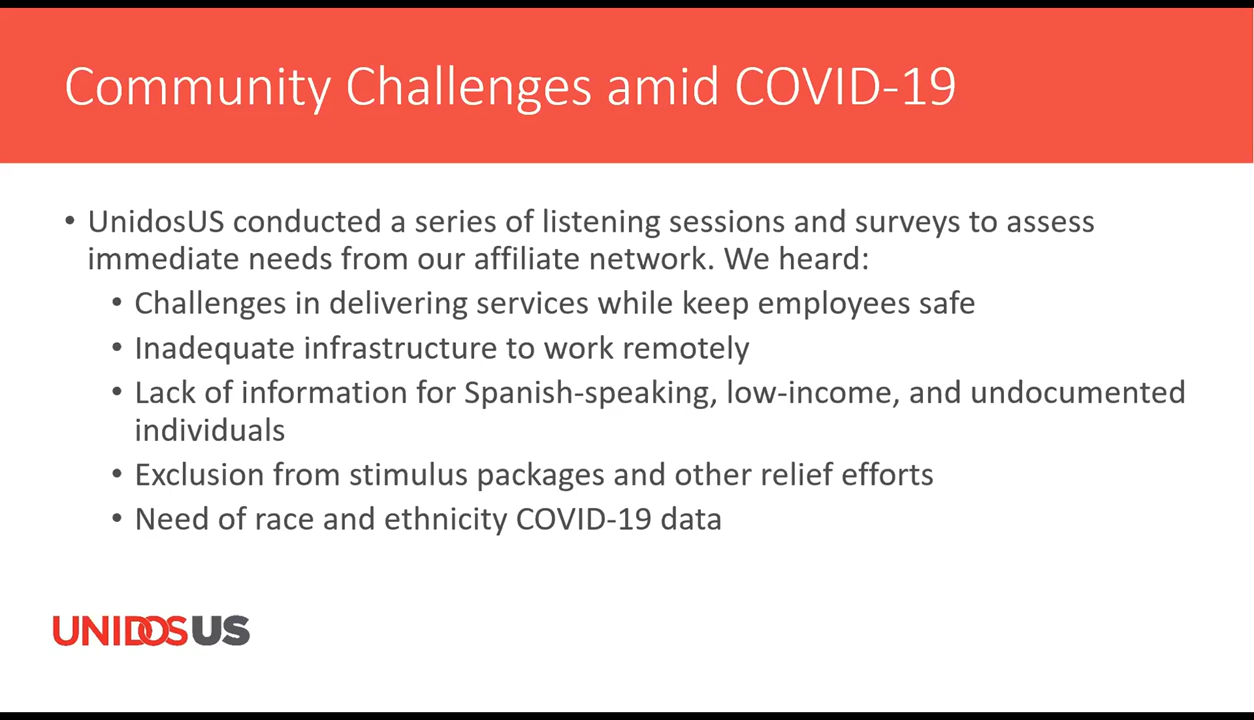 Community Challenges amid COVID-19
• UnidosUS conducted a series of listening sessions and surveys to assess
immediate needs from our affiliate network. We heard:
• Challenges in delivering services while keep employees safe
• Inadequate infrastructure to work remotely
• Lack of information for Spanish-speaking, low-income, and undocumented
individuals
• Exclusion from stimulus packages and other relief efforts
• Need of race and ethnicity COVID-19 data
UNIDOSUS